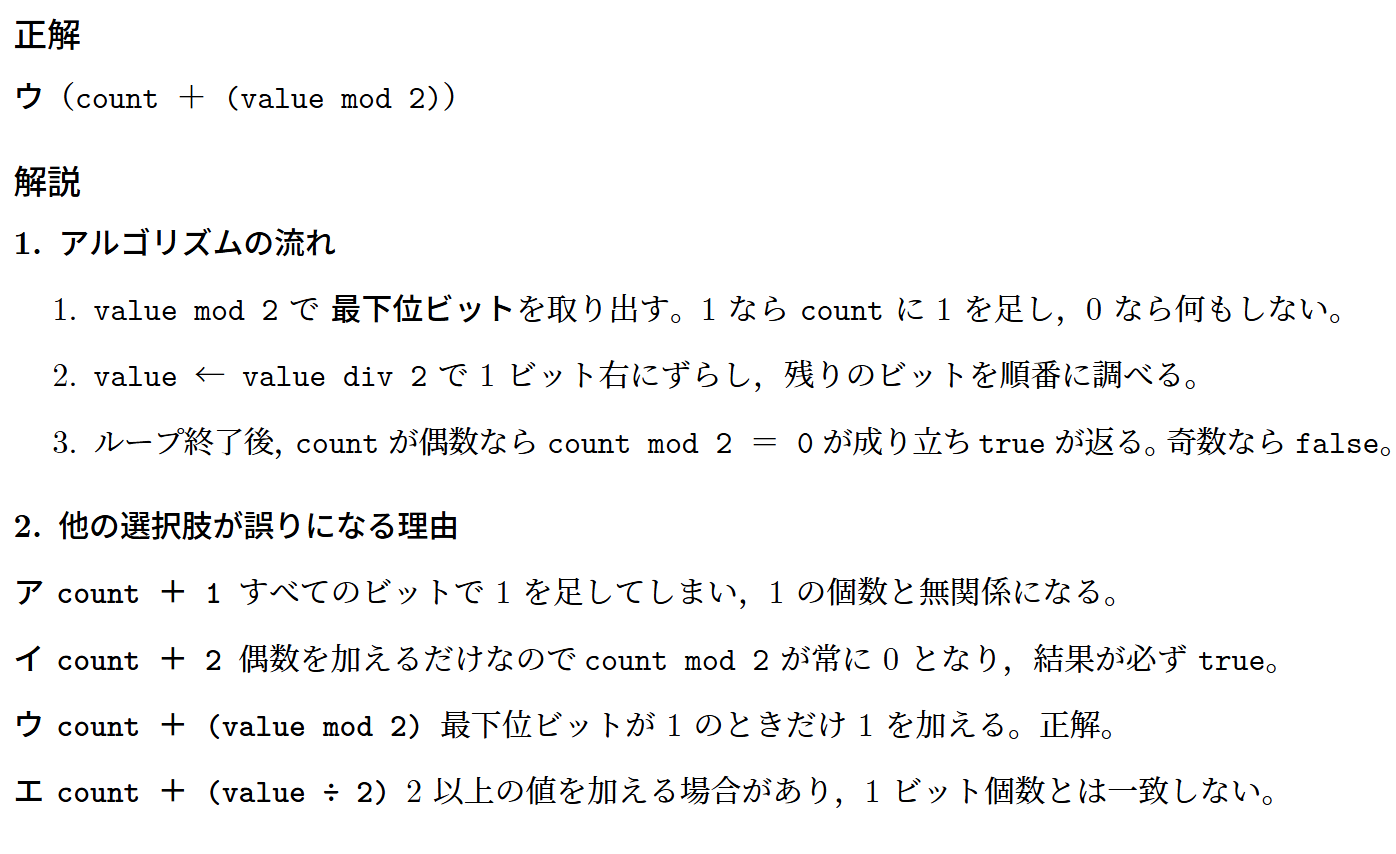 正解
ウ（count ＋ (value mod 2)）
解説
1. アルゴリズムの流れ
1. value mod 2 で 最下位ビットを取り出す。1 なら count に 1 を足し，0 なら何もしない。
2. value ← value div 2 で 1 ビット右にずらし，残りのビットを順番に調べる。
3. ループ終了後，count が偶数なら count mod 2 ＝ 0 が成り立ち true が返る。奇数なら false。
2. 他の選択肢が誤りになる理由
ア count ＋ 1 すべてのビットで 1 を足してしまい，1 の個数と無関係になる。
イ count ＋ 2 偶数を加えるだけなので count mod 2 が常に 0 となり，結果が必ず true。
ウ count ＋ (value mod 2) 最下位ビットが 1 のときだけ 1 を加える。正解。
エ count ＋ (value ÷ 2) 2 以上の値を加える場合があり，1 ビット個数とは一致しない。